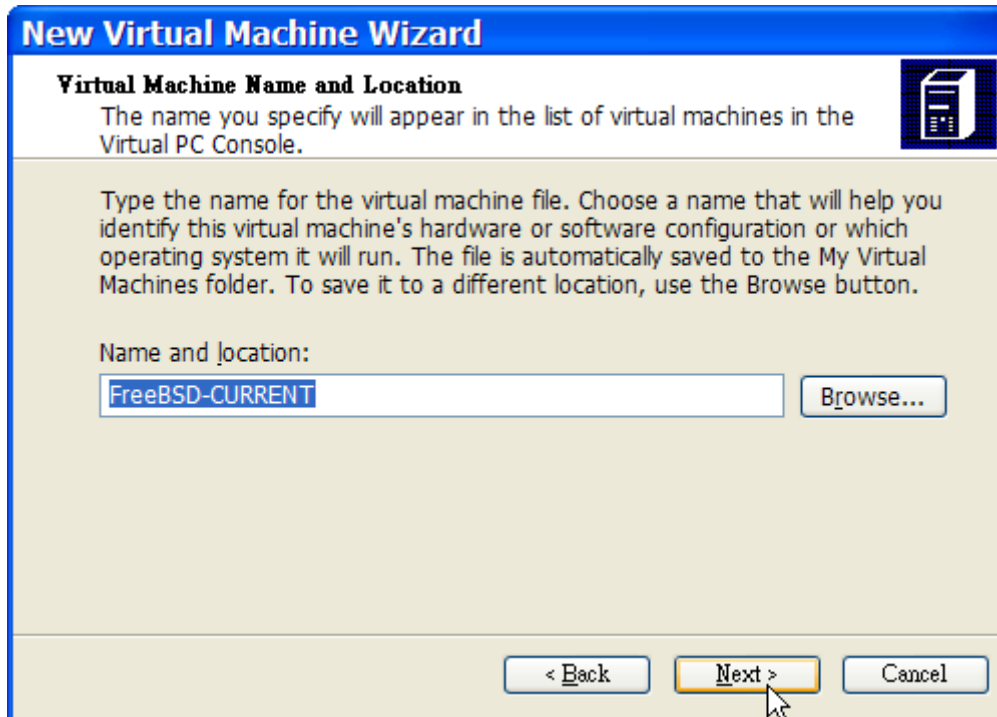 New Virtual Machine Wizard
Virtual Machine Name and Location
The name you specify will appear in the list of virtual machines in the
Virtual PC Console.
Type the name for the virtual machine file. Choose a name that will help you
identify this virtual machine's hardware or software configuration or which
operating system it will run. The file is automatically saved to the My Virtual
Machines folder. To save it to a different location, use the Browse button.
Name and location:
FreeBSD-CURRENT
Browse...
< Back
Next >
Cancel